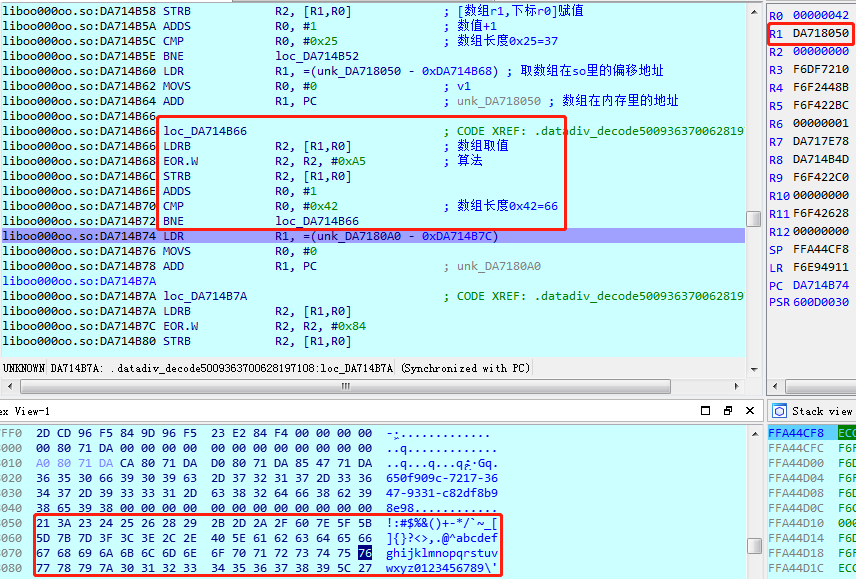 liboo000oo.so:DA714B58 STRB R2, [R1,R0] ; [数组r1,下标r0]赋值
liboo000oo.so:DA714B5A ADDS R0, #1 ; 数值+1
liboo000oo.so:DA714B5C CMP R0, #0x25 ; 数组长度0x25=37
liboo000oo.so:DA714B5E BNE loc_DA714B52
liboo000oo.so:DA714B60 LDR R1, =(unk_DA718050 - 0xDA714B68) ; 取数组在so里的偏移地址
liboo000oo.so:DA714B62 MOVS R0, #0 ; v1
liboo000oo.so:DA714B64 ADD R1, PC ; unk_DA718050 ; 数组在内存里的地址
liboo000oo.so:DA714B66
liboo000oo.so:DA714B66 loc_DA714B66 ; CODE XREF: .datadiv_decode5009363700628197
liboo000oo.so:DA714B66 LDRB R2, [R1,R0] ; 数组取值
liboo000oo.so:DA714B68 EOR.W R2, R2, #0xA5 ; 算法
liboo000oo.so:DA714B6C STRB R2, [R1,R0]
liboo000oo.so:DA714B6E ADDS R0, #1
liboo000oo.so:DA714B70 CMP R0, #0x42 ; 数组长度0x42=66
liboo000oo.so:DA714B72 BNE loc_DA714B66
liboo000oo.so:DA714B74 LDR R1, =(unk_DA7180A0 - 0xDA714B7C)
liboo000oo.so:DA714B76 MOVS R0, #0
liboo000oo.so:DA714B78 ADD R1, PC ; unk_DA7180A0
liboo000oo.so:DA714B7A
liboo000oo.so:DA714B7A loc_DA714B7A ; CODE XREF: .datadiv_decode5009363700628197
liboo000oo.so:DA714B7A LDRB R2, [R1,R0]
liboo000oo.so:DA714B7C EOR.W R2, R2, #0x84
liboo000oo.so:DA714B80 STRB R2, [R1,R0]
UNKNOWN DA714B7A: .datadiv_decode5009363700628197108:loc_DA714B7A (Synchronized with PC)
R0 00000042
R1 DA718050
R2 00000000
R3 F6DF7210
R4 F6F2448B
R5 F6F422BC
R6 00000001
R7 DA717E78
R8 DA714B4D
R9 F6F422C0
R10 00000000
R11 F6F42628
R12 00000000
SP FFA44CF8
LR F6E94911
PC DA714B74
PSR 600D0030
ex View-1
7FF0 2D CD 96 F5 84 9D 96 F5 23 E2 84 F4 00 00 00 00
8000 00 80 71 DA 00 00 00 00 00 00 00 00 00 00 00 00 ..q.............
8010 A0 80 71 DA CA 80 71 DA D0 80 71 DA 85 47 71 DA
8020 36 35 30 66 39 30 39 63 2D 37 32 31 37 2D 33 36 650f909c-7217-36
8030 34 37 2D 39 33 33 31 2D 63 38 32 64 66 38 62 39 47-9331-c82df8b9
8040 38 65 39 38 00 00 00 00 00 00 00 00 00 00 00 00 8e98............
8050 21 3A 23 24 25 26 28 29 2B 2D 2A 2F 60 7E 5F 5B !:#$%&()+-*/`~_[
8060 5D 7B 7D 3F 3C 3E 2C 2E 40 5E 61 62 63 64 65 66 ]{}?<>,.@^abcdef
8070 67 68 69 6A 6B 6C 6D 6E 6F 70 71 72 73 74 75 76 ghijklmnopqrstuv
8080 77 78 79 7A 30 31 32 33 34 35 36 37 38 39 5C 27 wxyz0123456789\'
Stack view
FFA44CF8 ECC
FFA44CFC F6F
FFA44D00 F6D
FFA44D04 F6F
FFA44D08 F6F
FFA44D0C F6F
FFA44D10 000
FFA44D14 F6F
FFA44D18 F6F
FFA44D1C ECC